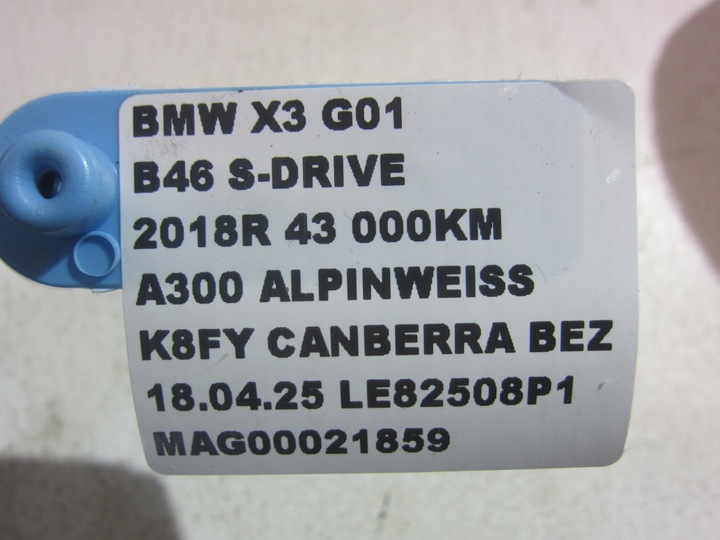 BMW X3 G01
B46 S-DRIVE
2018R 43 000KM
A300 ALPINWEISS
K8FY CANBERRA BEZ
18.04.25 LE82508P1
MAG00021859